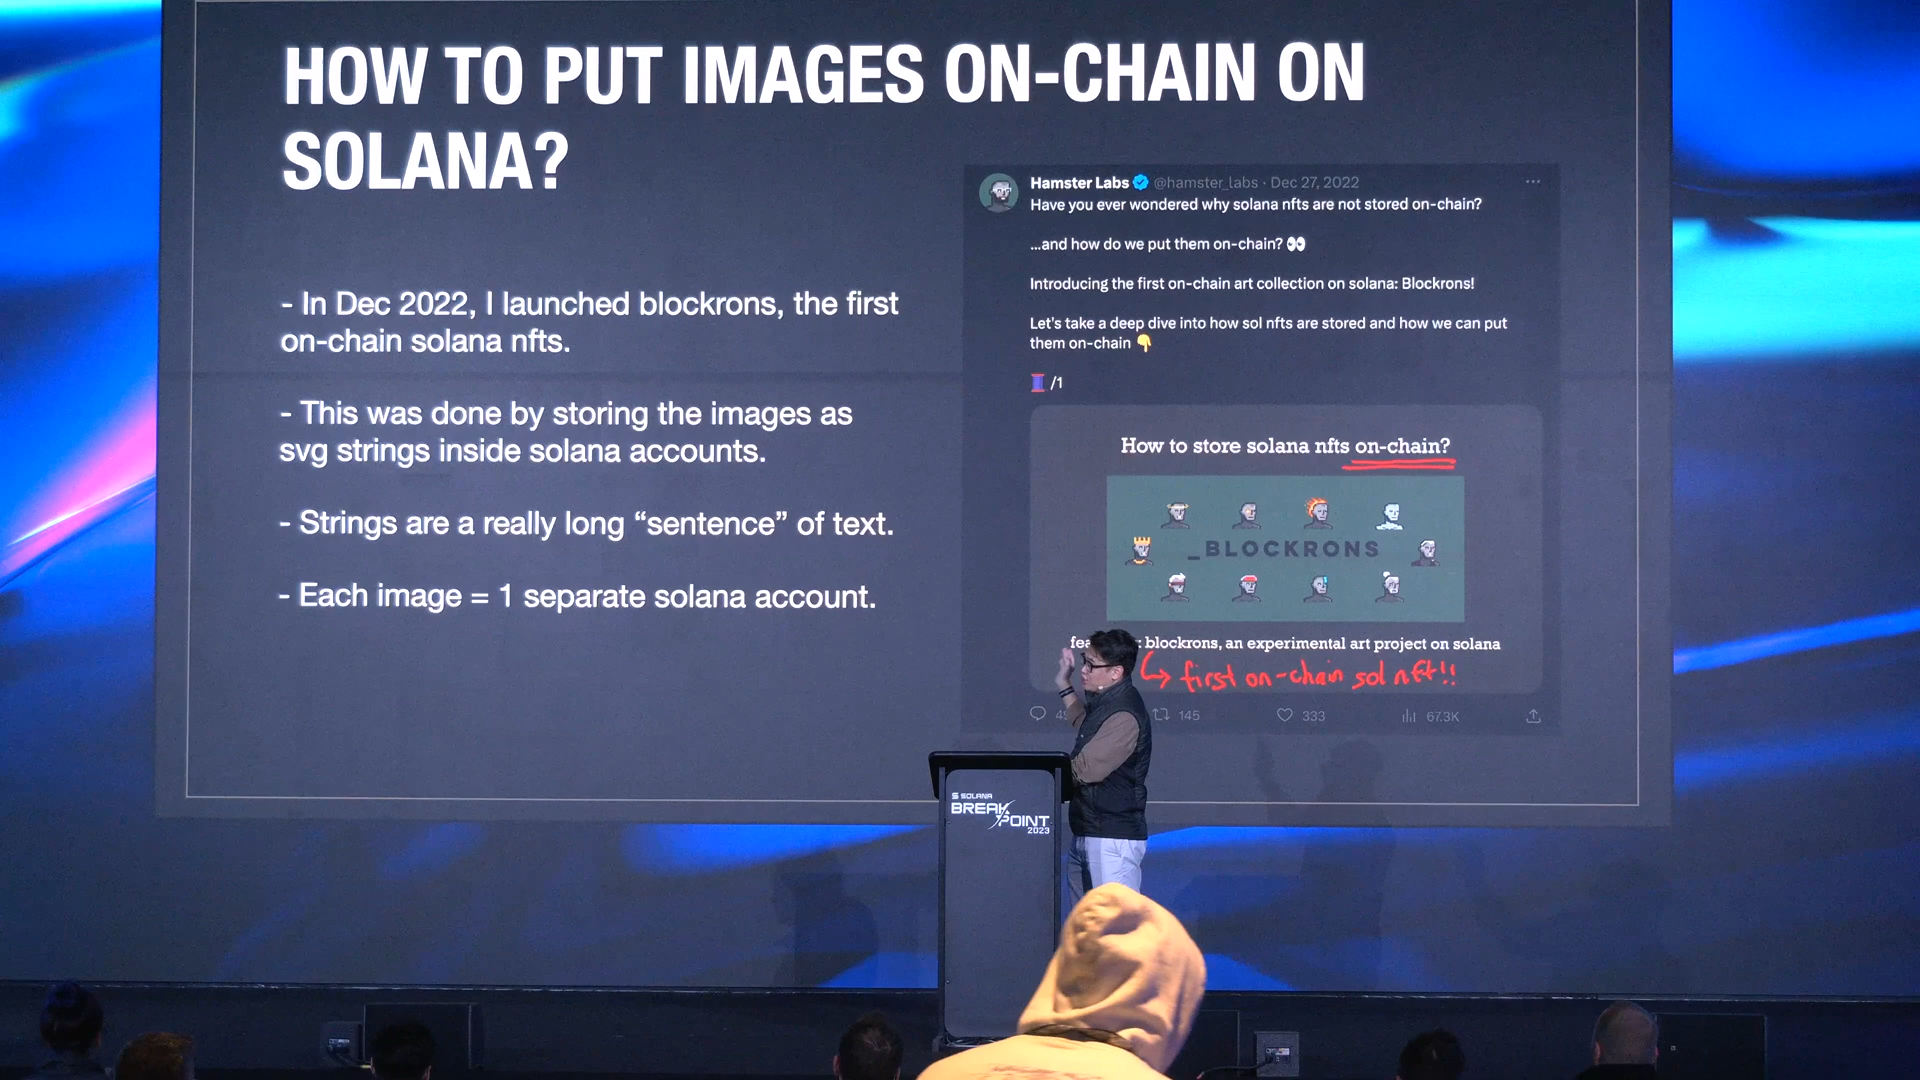 HOW TO PUT IMAGES ON-CHAIN ON
SOLANA?
- In Dec 2022, I launched blockrons, the first
on-chain solana nfts.
- This was done by storing the images as
svg strings inside solana accounts.
- Strings are a really long “sentence” of text.
- Each image = 1 separate solana account.
Hamster Labs @hamster_labs · Dec 27, 2022
Have you ever wondered why solana nfts are not stored on-chain?
...and how do we put them on-chain? 👀
Introducing the first on-chain art collection on solana: Blockrons!
Let's take a deep dive into how sol nfts are stored and how we can put
them on-chain 👇
🧵 /1
How to store solana nfts on-chain?
_BLOCKRONS
: blockrons, an experimental art project on solana
first on-chain sol nft!!
145 333 67.3K
SOLANA
BREAK
POINT
2023